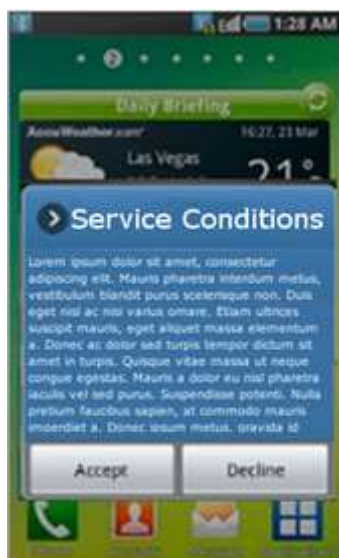 1:28 AM
Daily Briefing
AccuWeather.com 16:27, 23 Mar
Las Vegas
21°
Service Conditions
Lorem ipsum dolor sit amet, consectetur
adipiscing elit. Mauris pharetra interdum metus,
vestibulum blandit purus scelerisque non. Duis
eget nisl ac nisi varius ornare. Etiam ultrices
suscipit mauris, eget aliquet massa elementum
a. Donec ac dolor sed turpis tempor dictum sit
amet in turpis. Quisque vitae massa ut neque
congue egestas. Mauris a dolor eu nisl pharetra
iaculis vel sed purus. Suspendisse potenti. Nulla
pretium faucibus sapien, at commodo mauris
imperdiet a. Donec ipsum metus, gravida id
Accept Decline